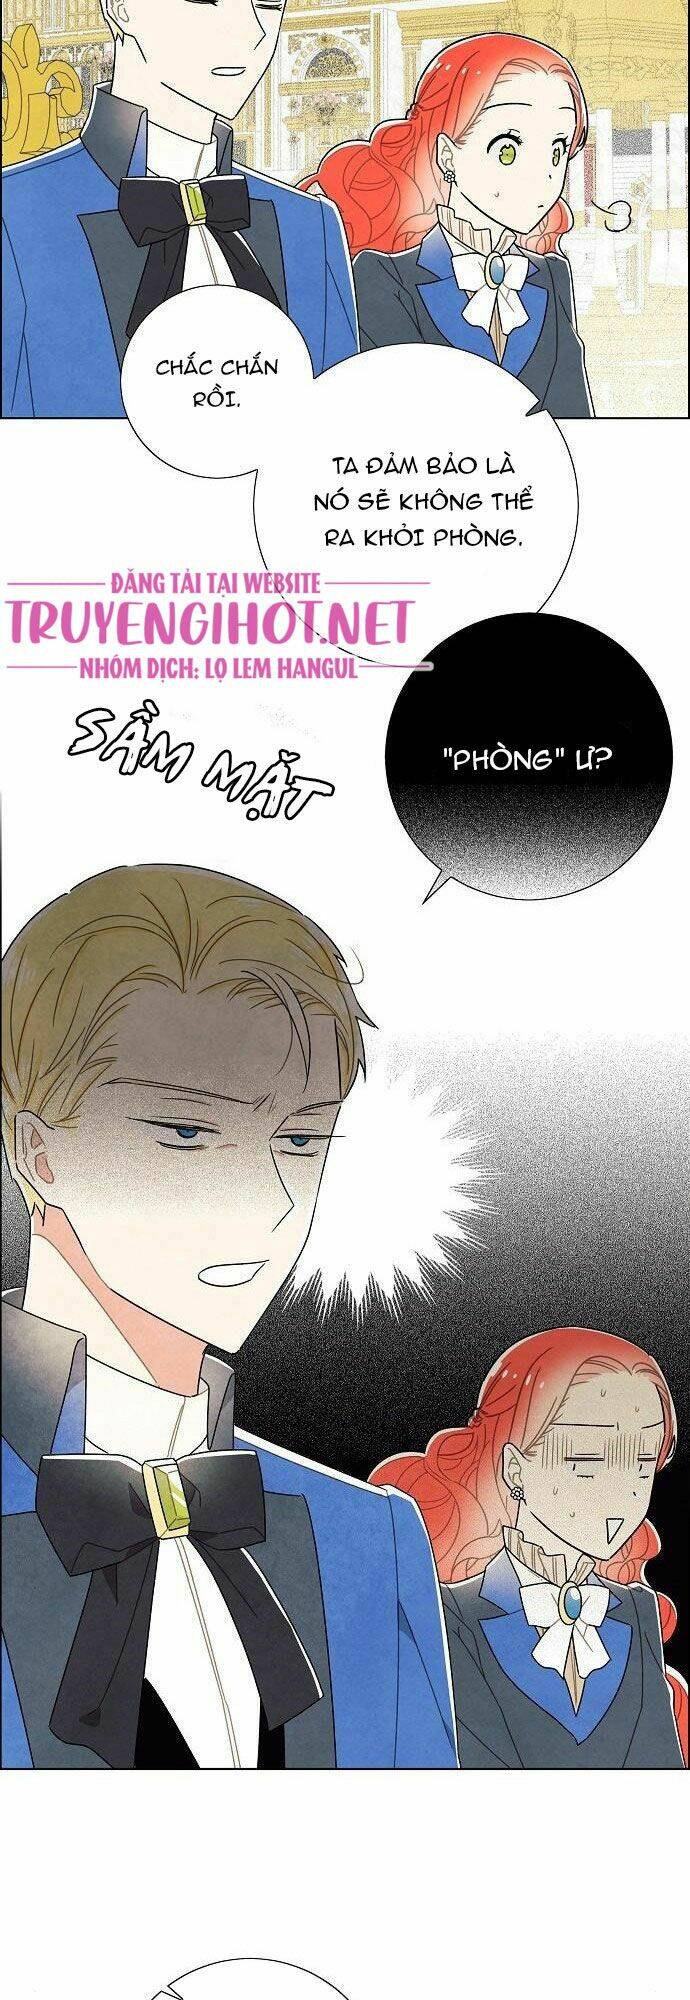 CHẮC CHẮN
RỒI.
TA ĐẢM BẢO LÀ
NÓ SẼ KHÔNG THỂ
RA KHỎI PHÒNG.
ĐĂNG TẢI TẠI WEBSITE
TRUYENGIHOT.NET
NHÓM DỊCH: LỌ LEM HANGUL
SẦM MẶT
"PHÒNG" Ư?